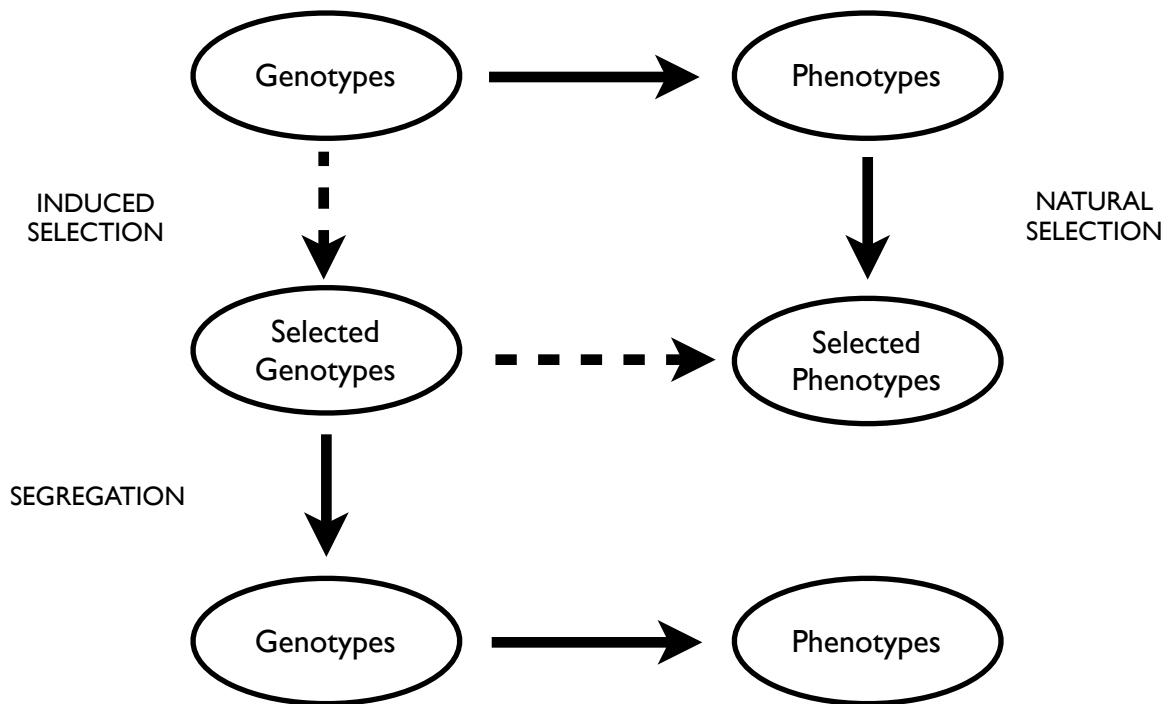 Genotypes
Phenotypes
INDUCED
SELECTION
NATURAL
SELECTION
Selected
Genotypes
Selected
Phenotypes
SEGREGATION
Genotypes
Phenotypes